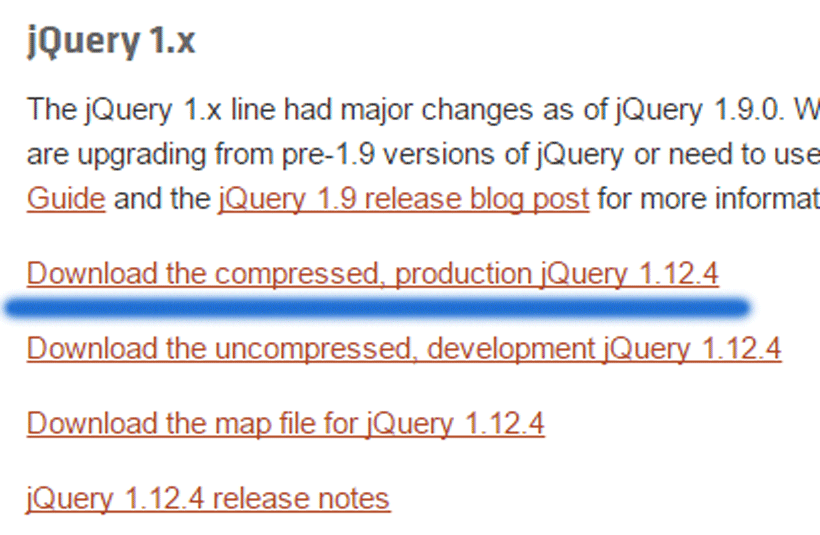 jQuery 1.x
The jQuery 1.x line had major changes as of jQuery 1.9.0. W
are upgrading from pre-1.9 versions of jQuery or need to use
Guide and the jQuery 1.9 release blog post for more informat
Download the compressed, production jQuery 1.12.4
Download the uncompressed, development jQuery 1.12.4
Download the map file for jQuery 1.12.4
jQuery 1.12.4 release notes